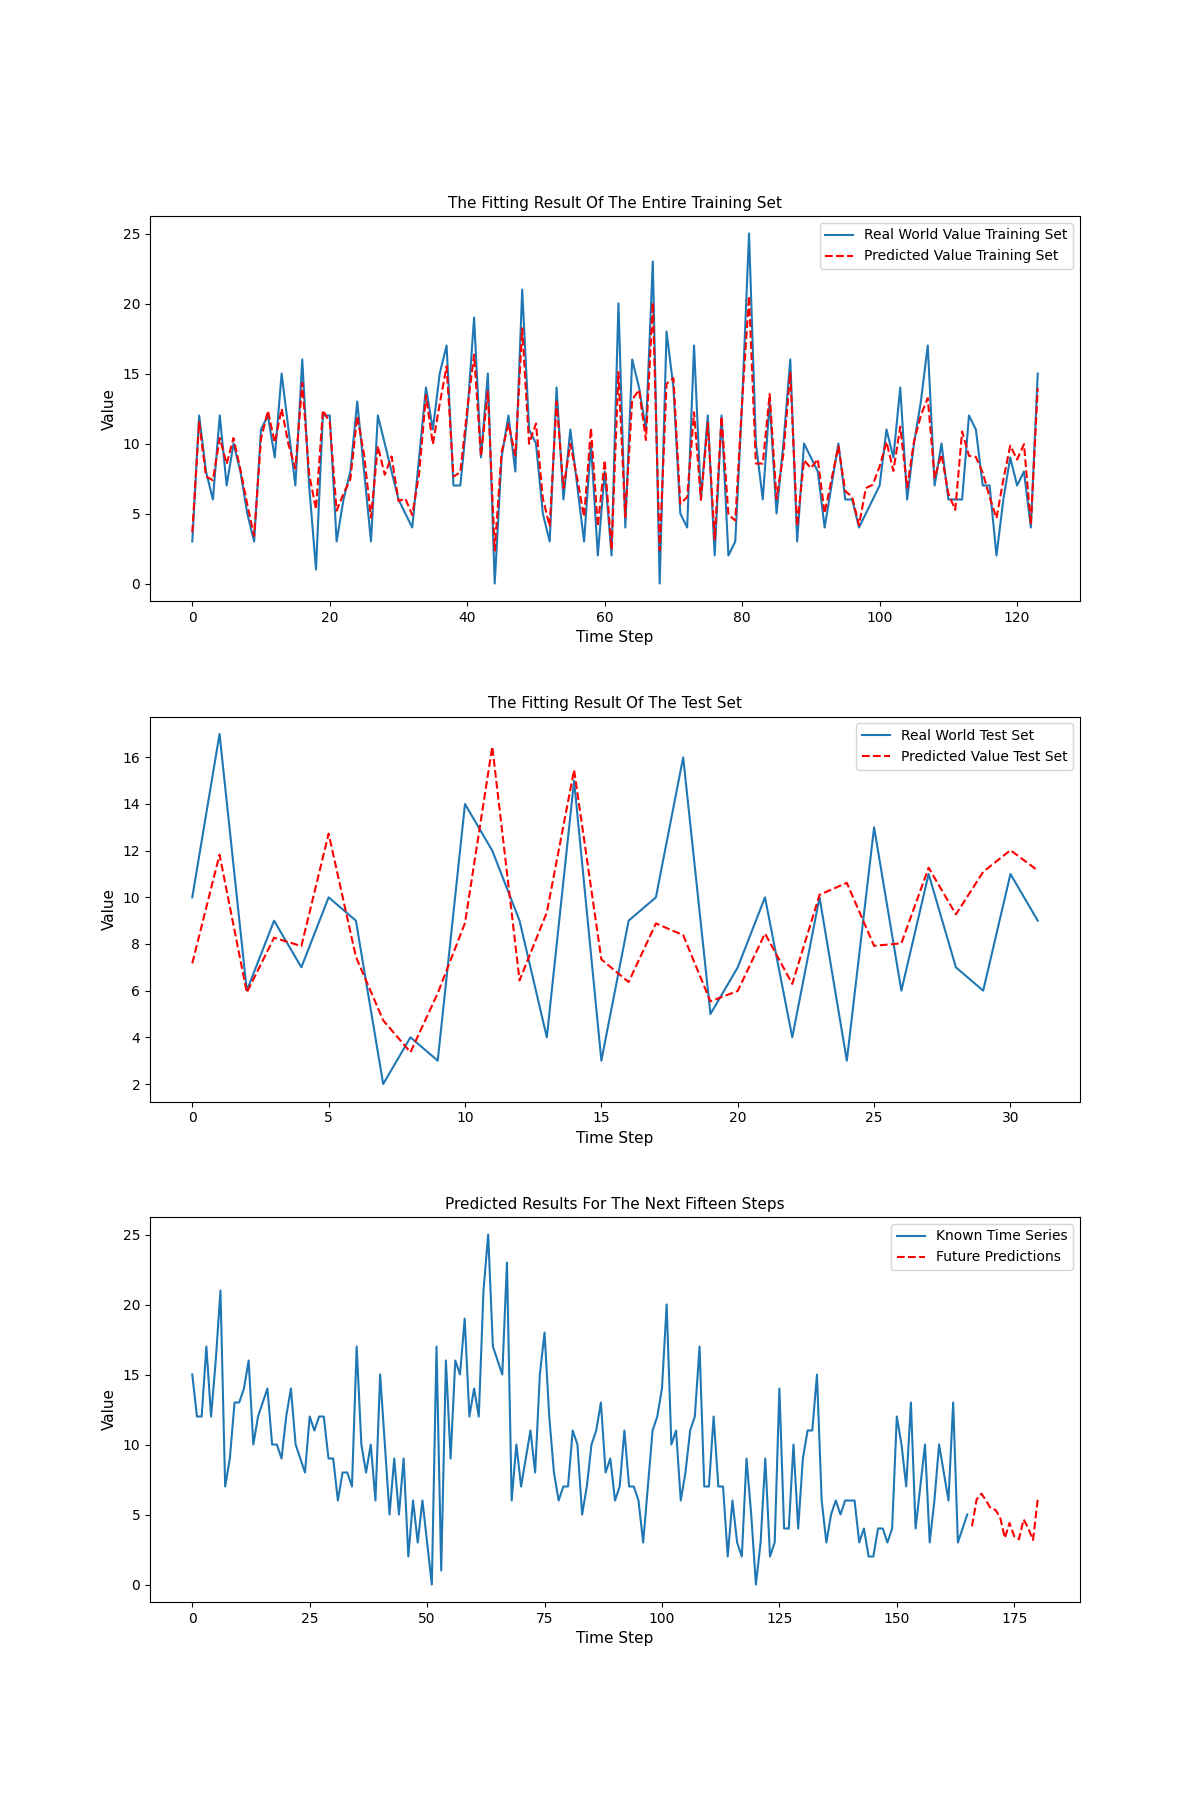 The Fitting Result Of The Entire Training Set
Real World Value Training Set
Predicted Value Training Set
Value
25
20
15
10
5
0
0 20 40 60 80 100 120
Time Step
The Fitting Result Of The Test Set
Real World Test Set
Predicted Value Test Set
Value
16
14
12
10
8
6
4
2
0 5 10 15 20 25 30
Time Step
Predicted Results For The Next Fifteen Steps
Known Time Series
Future Predictions
Value
25
20
15
10
5
0
0 25 50 75 100 125 150 175
Time Step